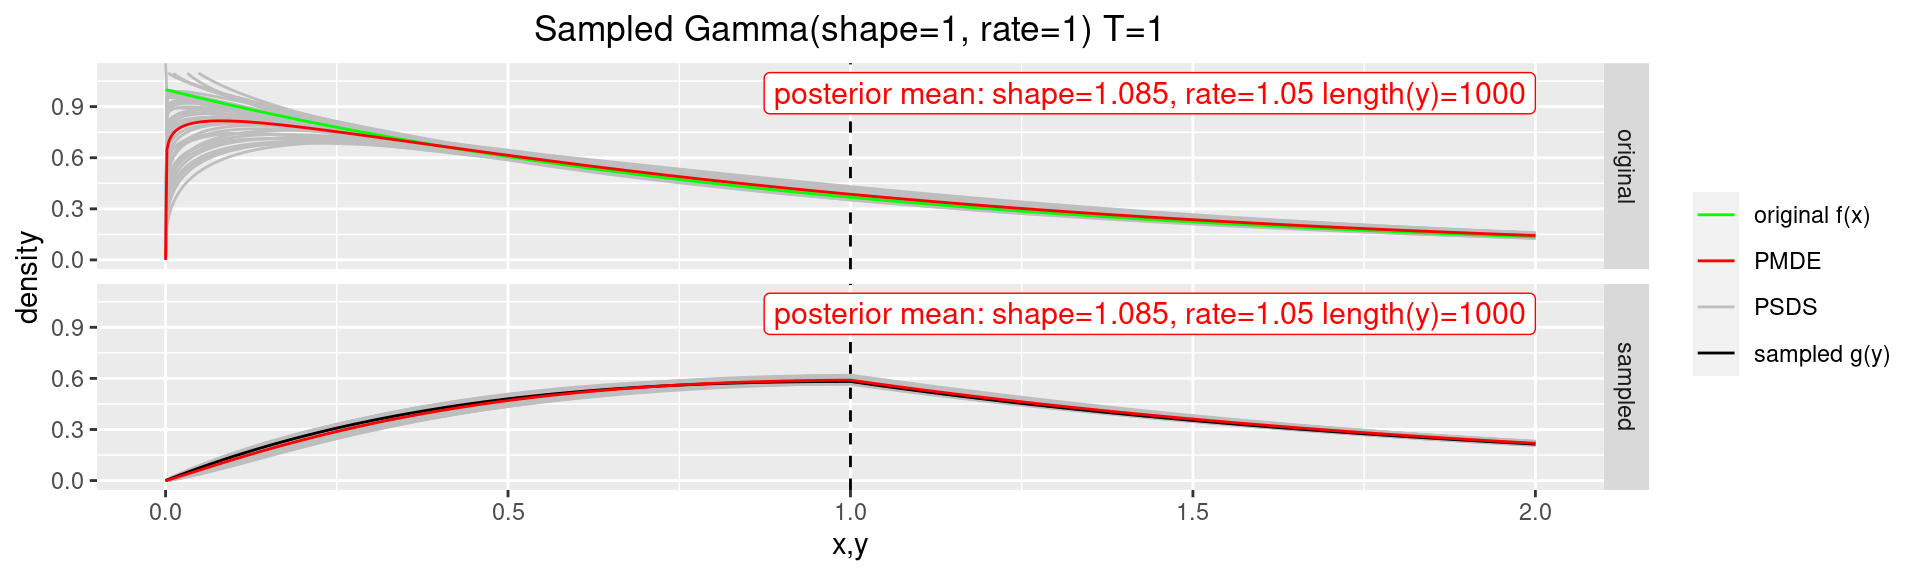 Sampled Gamma(shape=1, rate=1) T=1
posterior mean: shape=1.085, rate=1.05 length(y)=1000
0.9
0.6
0.3
0.0
original
density
posterior mean: shape=1.085, rate=1.05 length(y)=1000
0.9
0.6
0.3
0.0
sampled
0.0 0.5 1.0 1.5 2.0
x,y
original f(x)
PMDE
PSDS
sampled g(y)